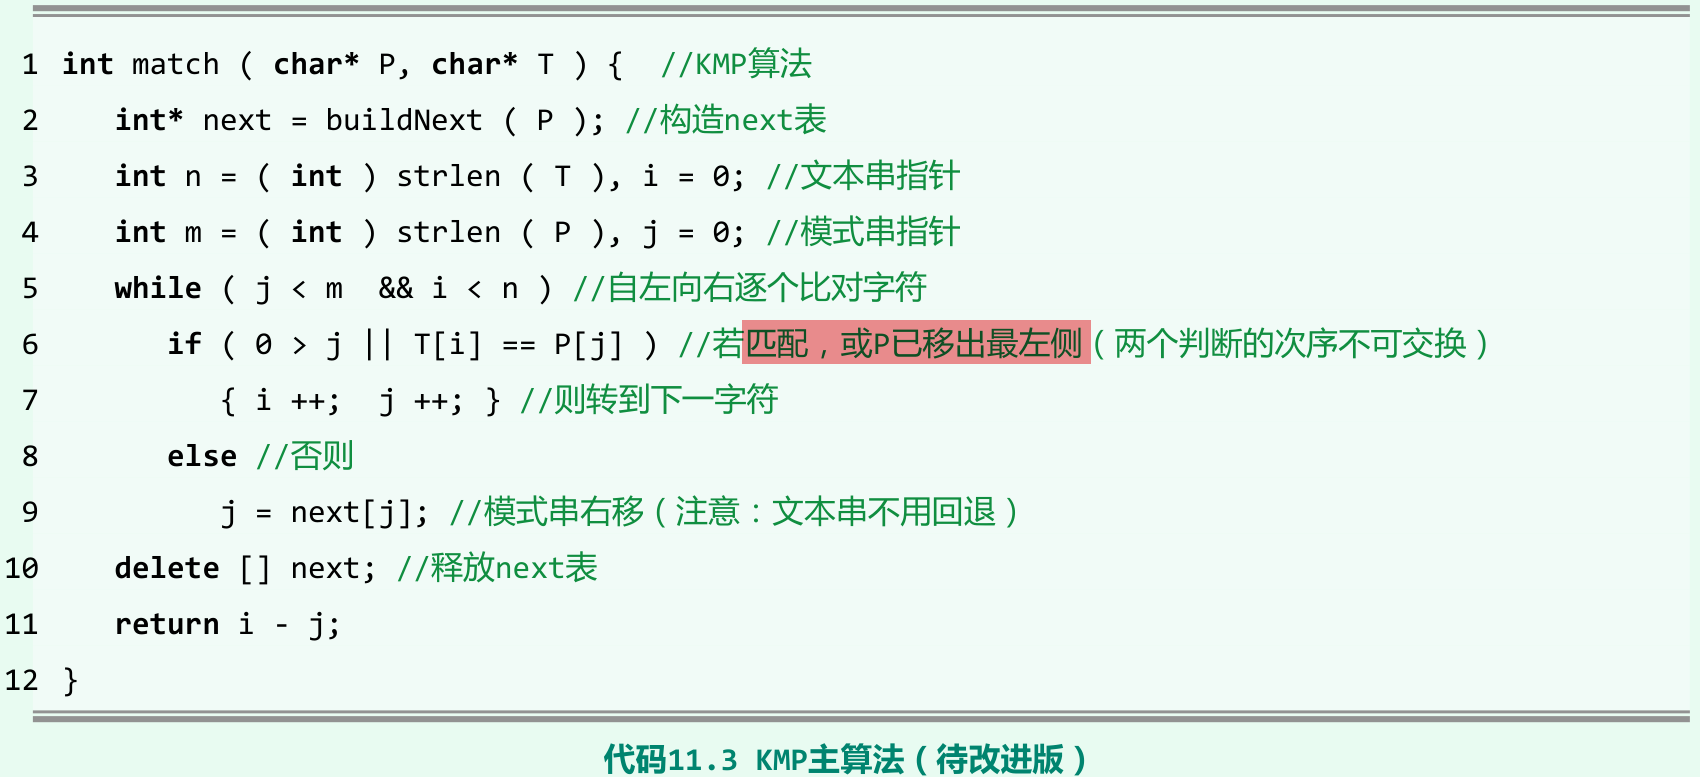 1 int match ( char* P, char* T ) {  //KMP算法
2    int* next = buildNext ( P ); //构造next表
3    int n = ( int ) strlen ( T ), i = 0; //文本串指针
4    int m = ( int ) strlen ( P ), j = 0; //模式串指针
5    while ( j < m  && i < n ) //自左向右逐个比对字符
6       if ( 0 > j || T[i] == P[j] ) //若匹配，或P已移出最左侧（两个判断的次序不可交换）
7          { i ++;  j ++; } //则转到下一字符
8       else //否则
9          j = next[j]; //模式串右移（注意：文本串不用回退）
10    delete [] next; //释放next表
11    return i - j;
12 }
代码11.3 KMP主算法（待改进版）